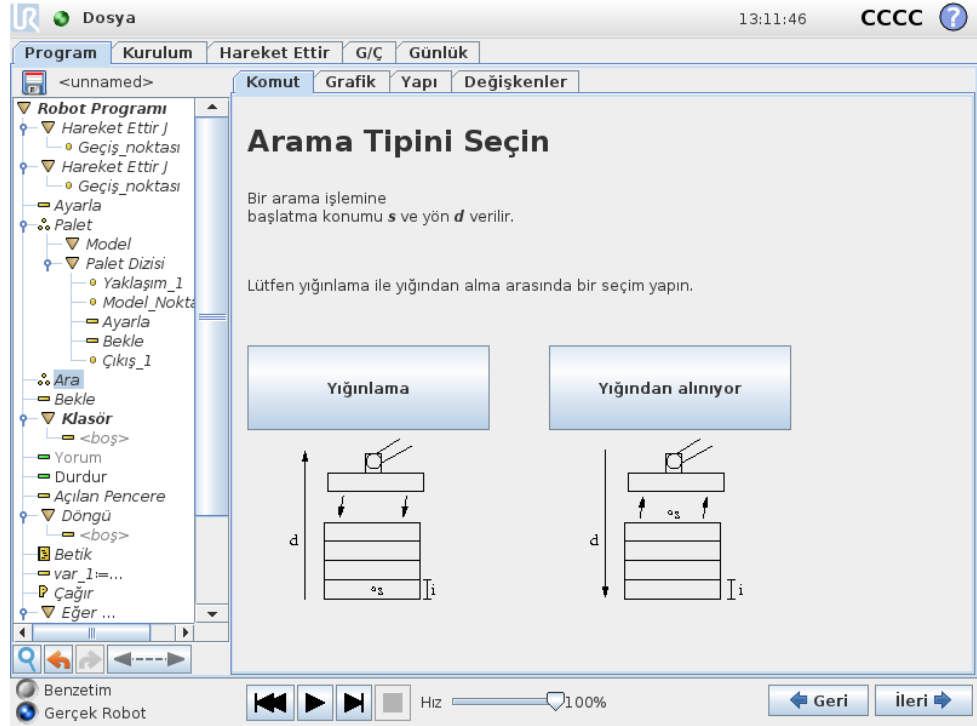 UR Dosya 13:11:46 CCCC ?
Program Kurulum Hareket Ettir G/Ç Günlük
<unnamed>
Komut Grafik Yapı Değişkenler
Robot Programı
Hareket Ettir J
Geçiş_noktası
Hareket Ettir J
Geçiş_noktası
Ayarla
Palet
Model
Palet Dizisi
Yaklaşım_1
Model_Nokta
Ayarla
Bekle
Çıkış_1
Ara
Bekle
Klasör
<boş>
Yorum
Durdur
Açılan Pencere
Döngü
<boş>
Betik
var_1:=...
Çağır
Eğer ...
Arama Tipini Seçin
Bir arama işlemine
başlatma konumu s ve yön d verilir.
Lütfen yığınlama ile yığından alma arasında bir seçim yapın.
Yığınlama
Yığından alınıyor
d
s
i
d
s
i
Benzetim
Gerçek Robot
Hız 100%
Geri
İleri